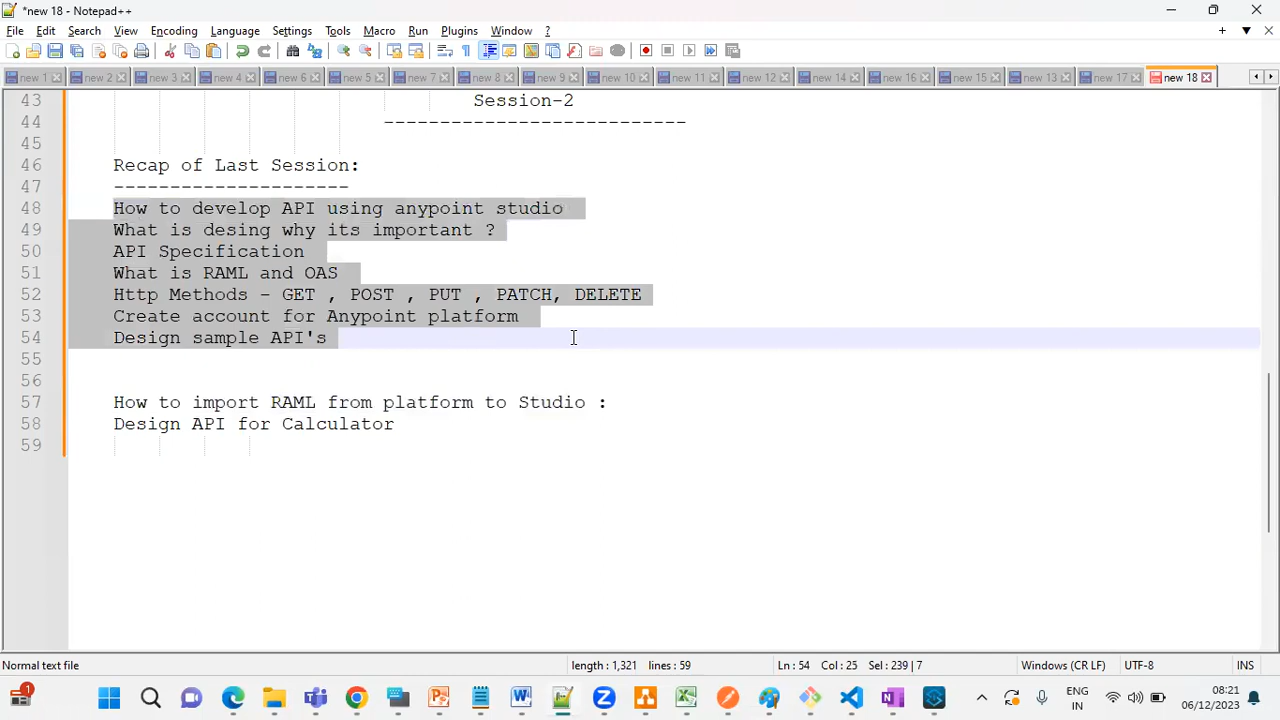 *new 18 - Notepad++
File Edit Search View Encoding Language Settings Tools Macro Run Plugins Window ?
new 1 new 2 new 3 new 4 new 6 new 5 new 7 new 8 new 9 new 10 new 11 new 12 new 14 new 16 new 15 new 13 new 17 new 18
43 Session-2
44 ---------------------------
45
46 Recap of Last Session:
47 ---------------------
48 How to develop API using anypoint studio
49 What is desing why its important ?
50 API Specification
51 What is RAML and OAS
52 Http Methods - GET , POST , PUT , PATCH, DELETE
53 Create account for Anypoint platform
54 Design sample API's
55
56
57 How to import RAML from platform to Studio :
58 Design API for Calculator
59
Normal text file length : 1,321 lines : 59 Ln : 54 Col : 25 Sel : 239 | 7 Windows (CR LF) UTF-8 INS
1 ENG 08:21
IN 06/12/2023